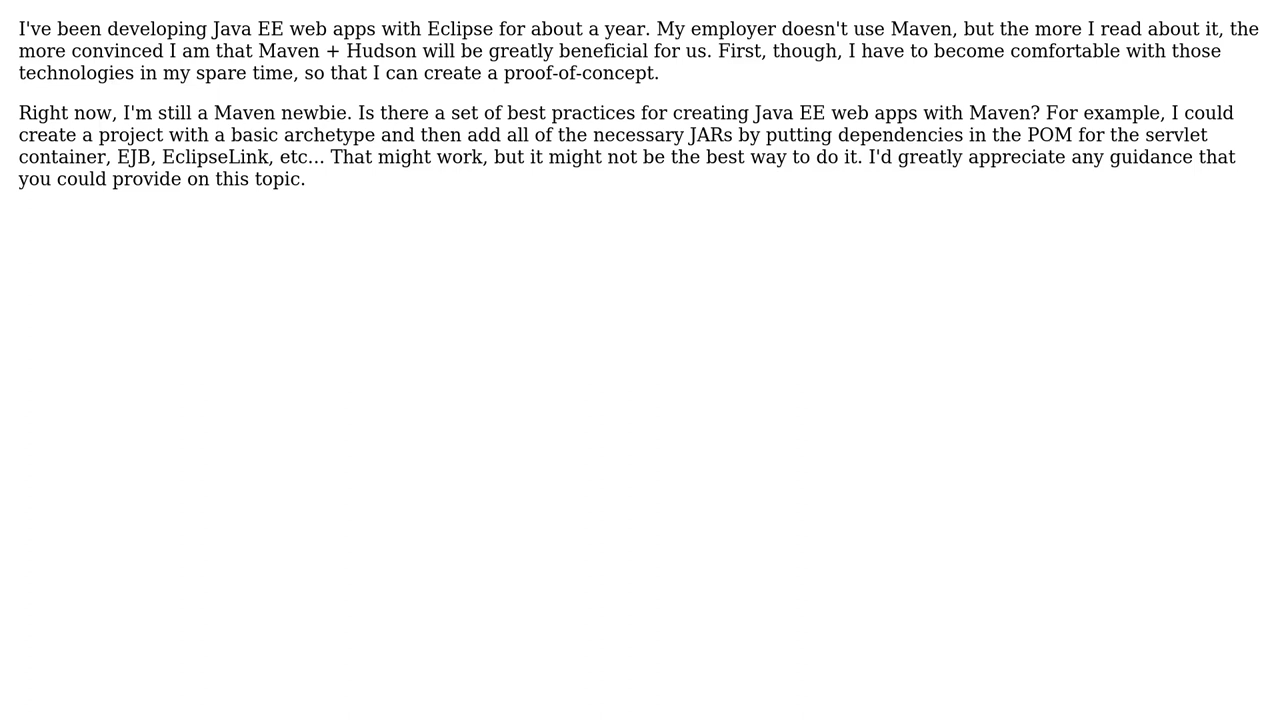 I've been developing Java EE web apps with Eclipse for about a year. My employer doesn't use Maven, but the more I read about it, the
more convinced I am that Maven + Hudson will be greatly beneficial for us. First, though, I have to become comfortable with those
technologies in my spare time, so that I can create a proof-of-concept.
Right now, I'm still a Maven newbie. Is there a set of best practices for creating Java EE web apps with Maven? For example, I could
create a project with a basic archetype and then add all of the necessary JARs by putting dependencies in the POM for the servlet
container, EJB, EclipseLink, etc... That might work, but it might not be the best way to do it. I'd greatly appreciate any guidance that
you could provide on this topic.